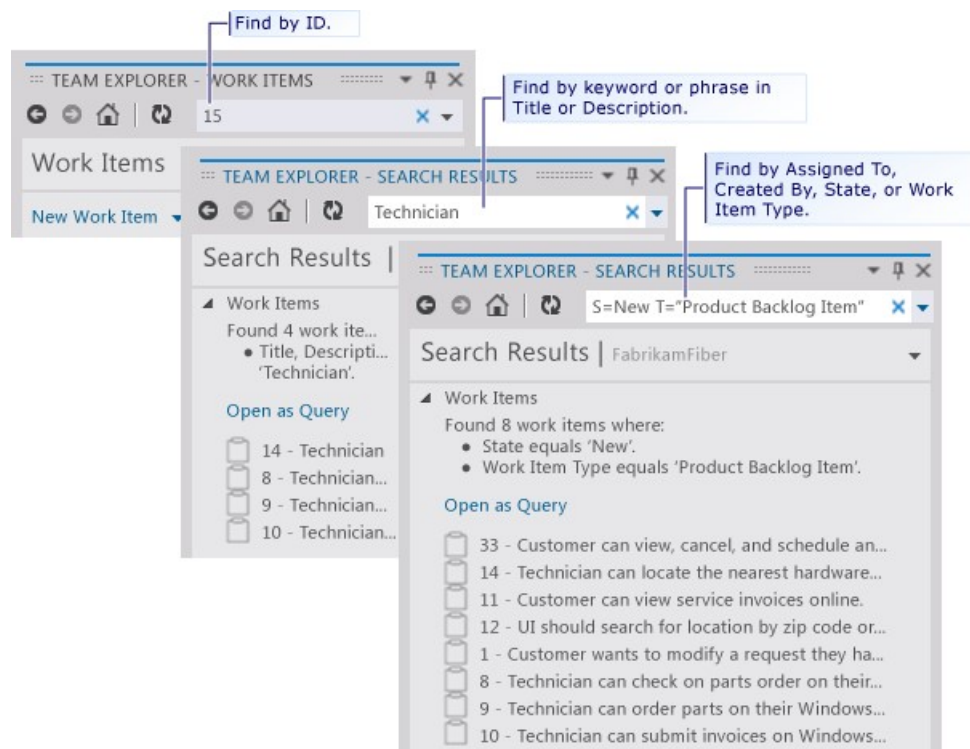 Find by ID.
TEAM EXPLORER - WORK ITEMS
15
Work Items
New Work Item
Find by keyword or phrase in
Title or Description.
TEAM EXPLORER - SEARCH RESULTS
Technician
Search Results |
Work Items
Found 4 work ite...
• Title, Descripti...
'Technician'.
Open as Query
14 - Technician
8 - Technician...
9 - Technician...
10 - Technician...
Find by Assigned To,
Created By, State, or Work
Item Type.
TEAM EXPLORER - SEARCH RESULTS
S=New T="Product Backlog Item"
Search Results | FabrikamFiber
Work Items
Found 8 work items where:
• State equals 'New'.
• Work Item Type equals 'Product Backlog Item'.
Open as Query
33 - Customer can view, cancel, and schedule an...
14 - Technician can locate the nearest hardware...
11 - Customer can view service invoices online.
12 - UI should search for location by zip code or...
1 - Customer wants to modify a request they ha...
8 - Technician can check on parts order on their...
9 - Technician can order parts on their Windows...
10 - Technician can submit invoices on Windows...